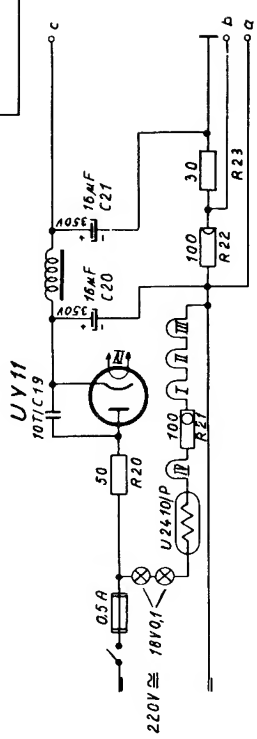 c
b
a
350V
16µF
C21
350V
16µF
C20
UY11
10T/C19
IV
50
R20
0.5A
18V0,1
220V ≅
U2410/P
IV
100
R21
I
II
III
100
R22
30
R23
+
-
+
-